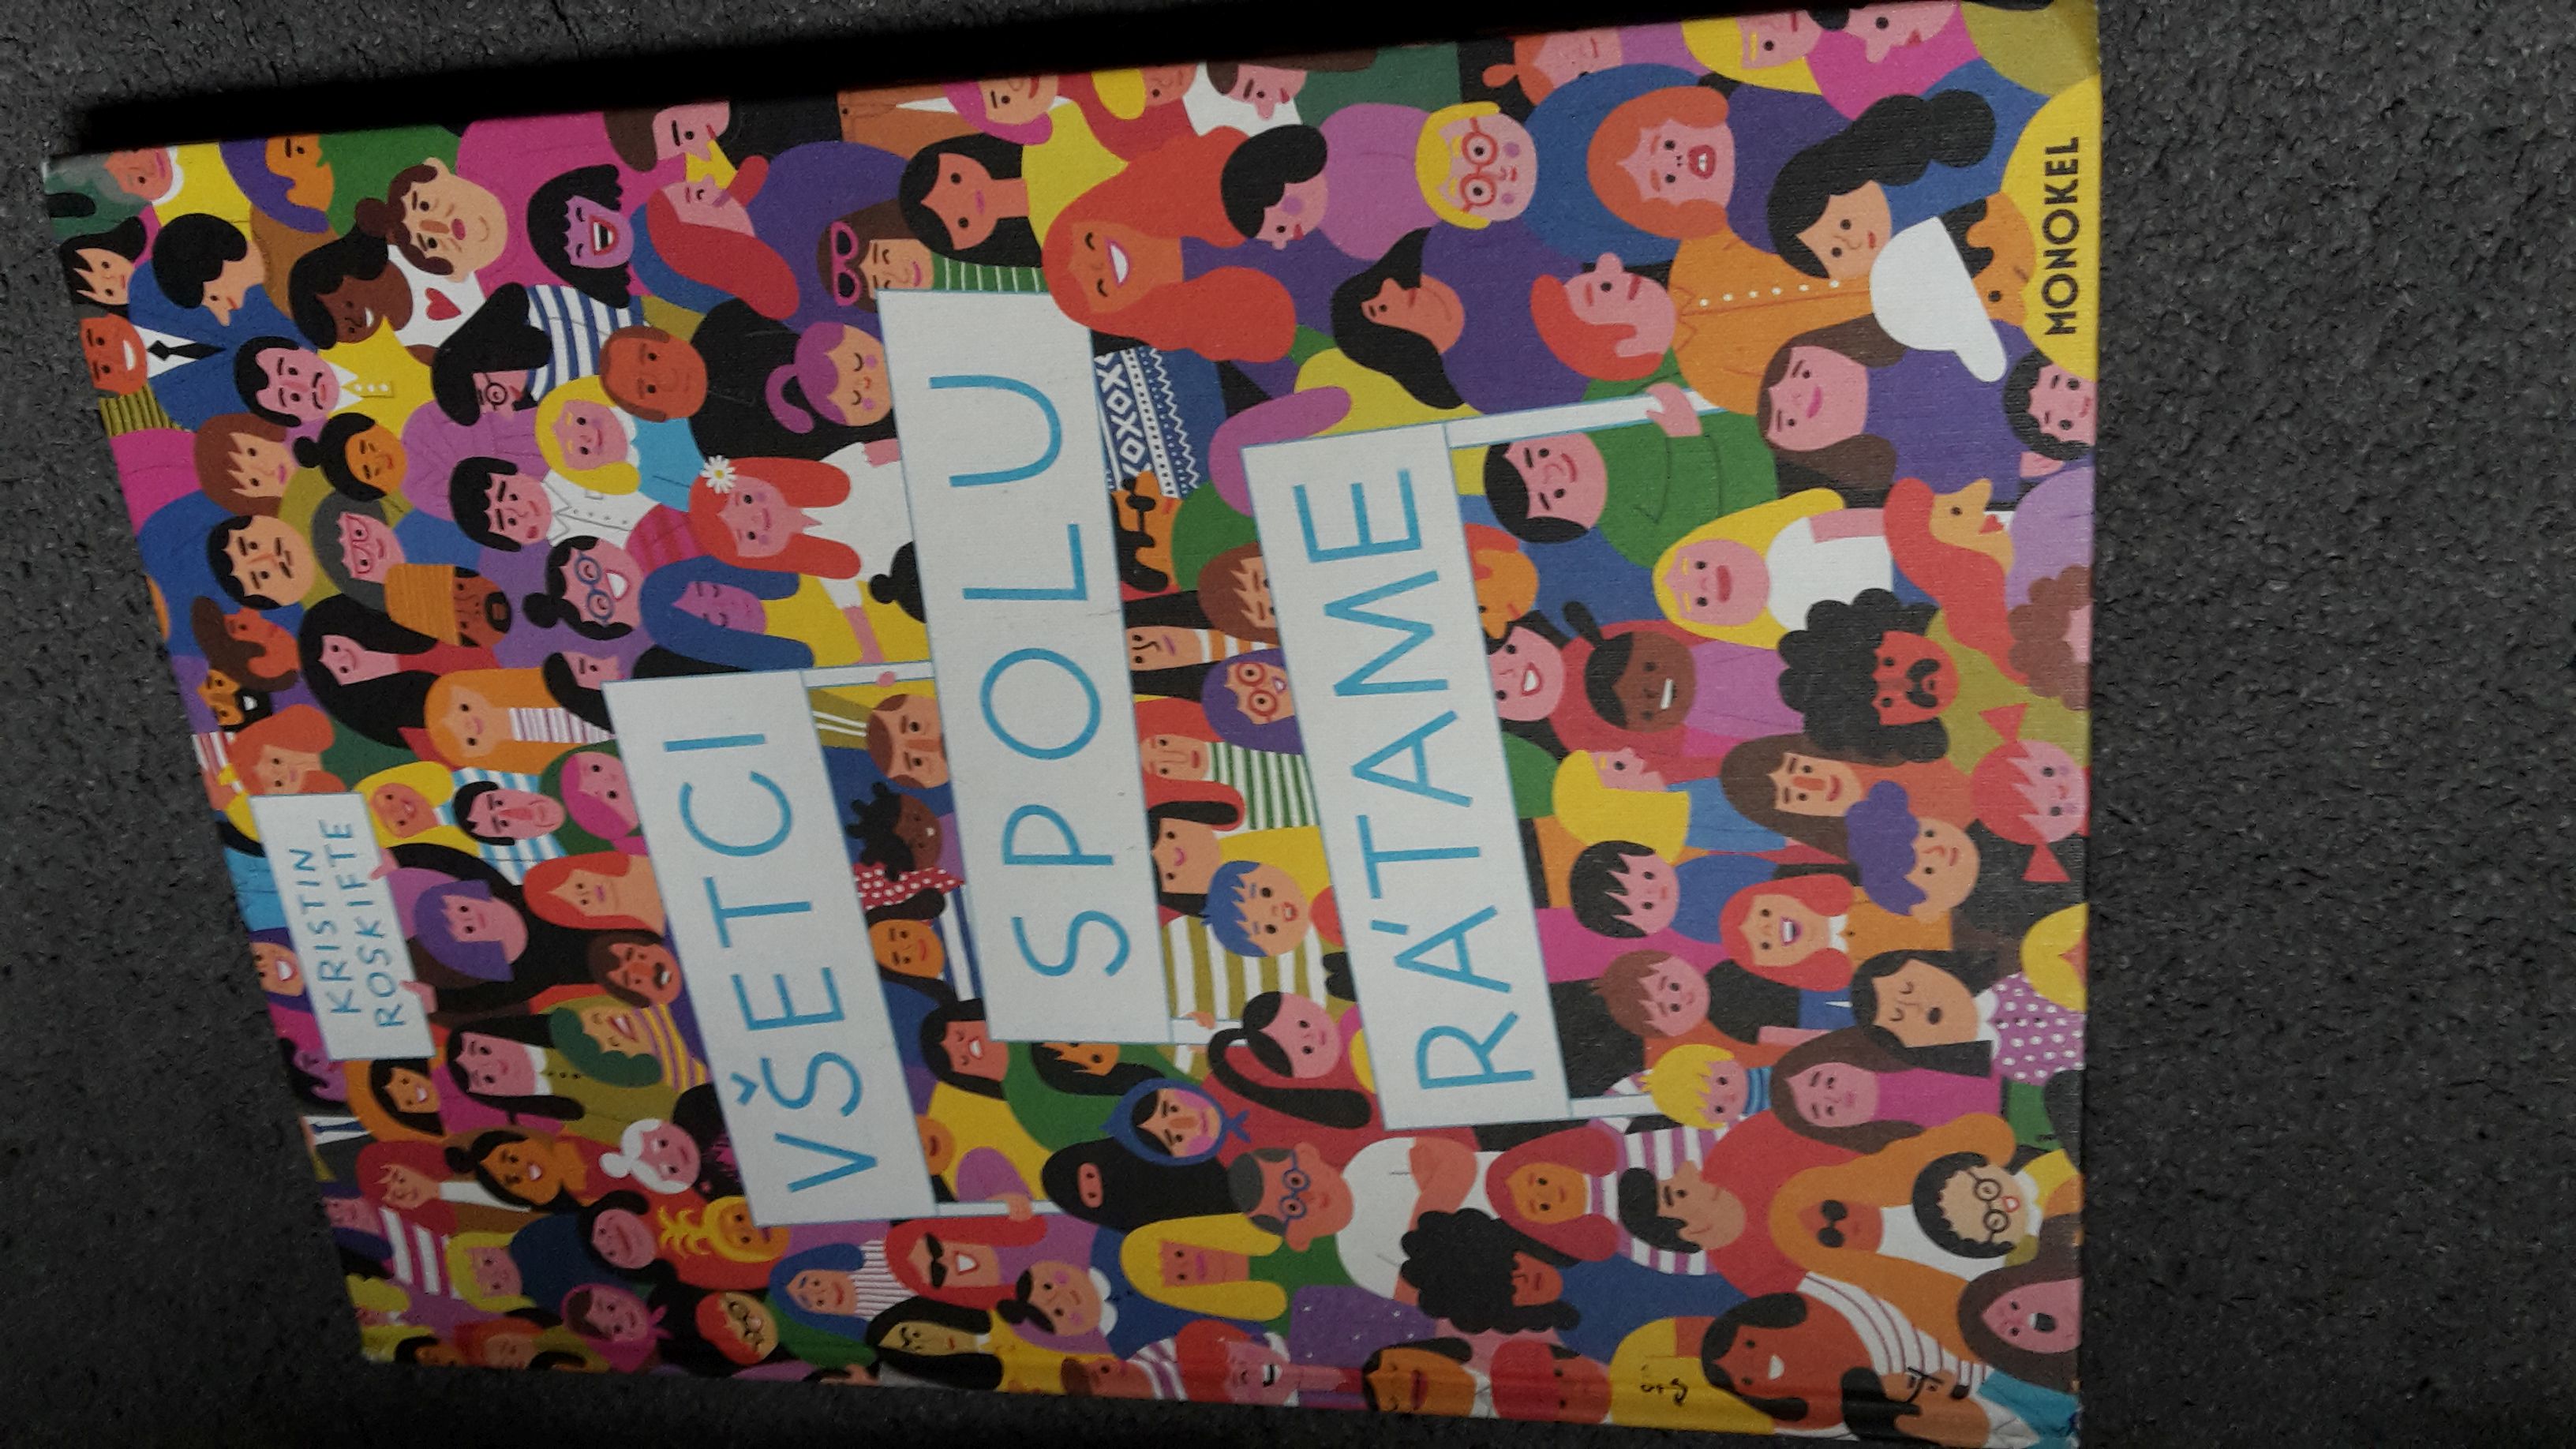 KRISTIN
ROSKIFTE
VŠETCI
SPOLU
RÁTAME
MONOKEL